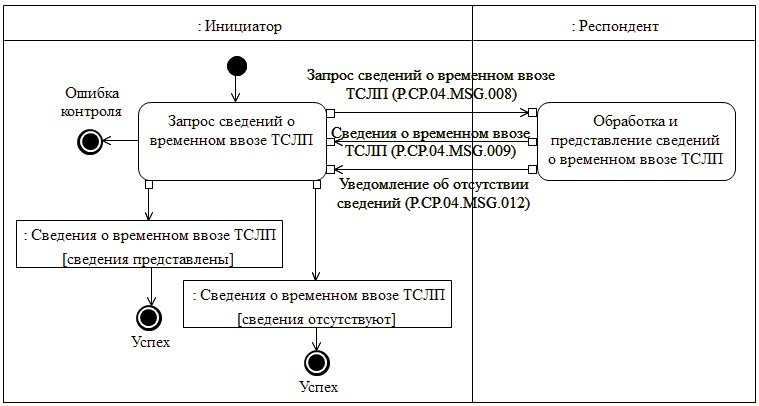 : Инициатор
: Респондент
Запрос сведений о временном ввозе
ТСЛП (P.CP.04.MSG.008)
Ошибка
контроля
Запрос сведений о
временном ввозе ТСЛП
Сведения о временном ввозе
ТСЛП (P.CP.04.MSG.009)
Обработка и
представление сведений
о временном ввозе ТСЛП
Уведомление об отсутствии
сведений (P.CP.04.MSG.012)
: Сведения о временном ввозе ТСЛП
[сведения представлены]
: Сведения о временном ввозе ТСЛП
[сведения отсутствуют]
Успех
Успех